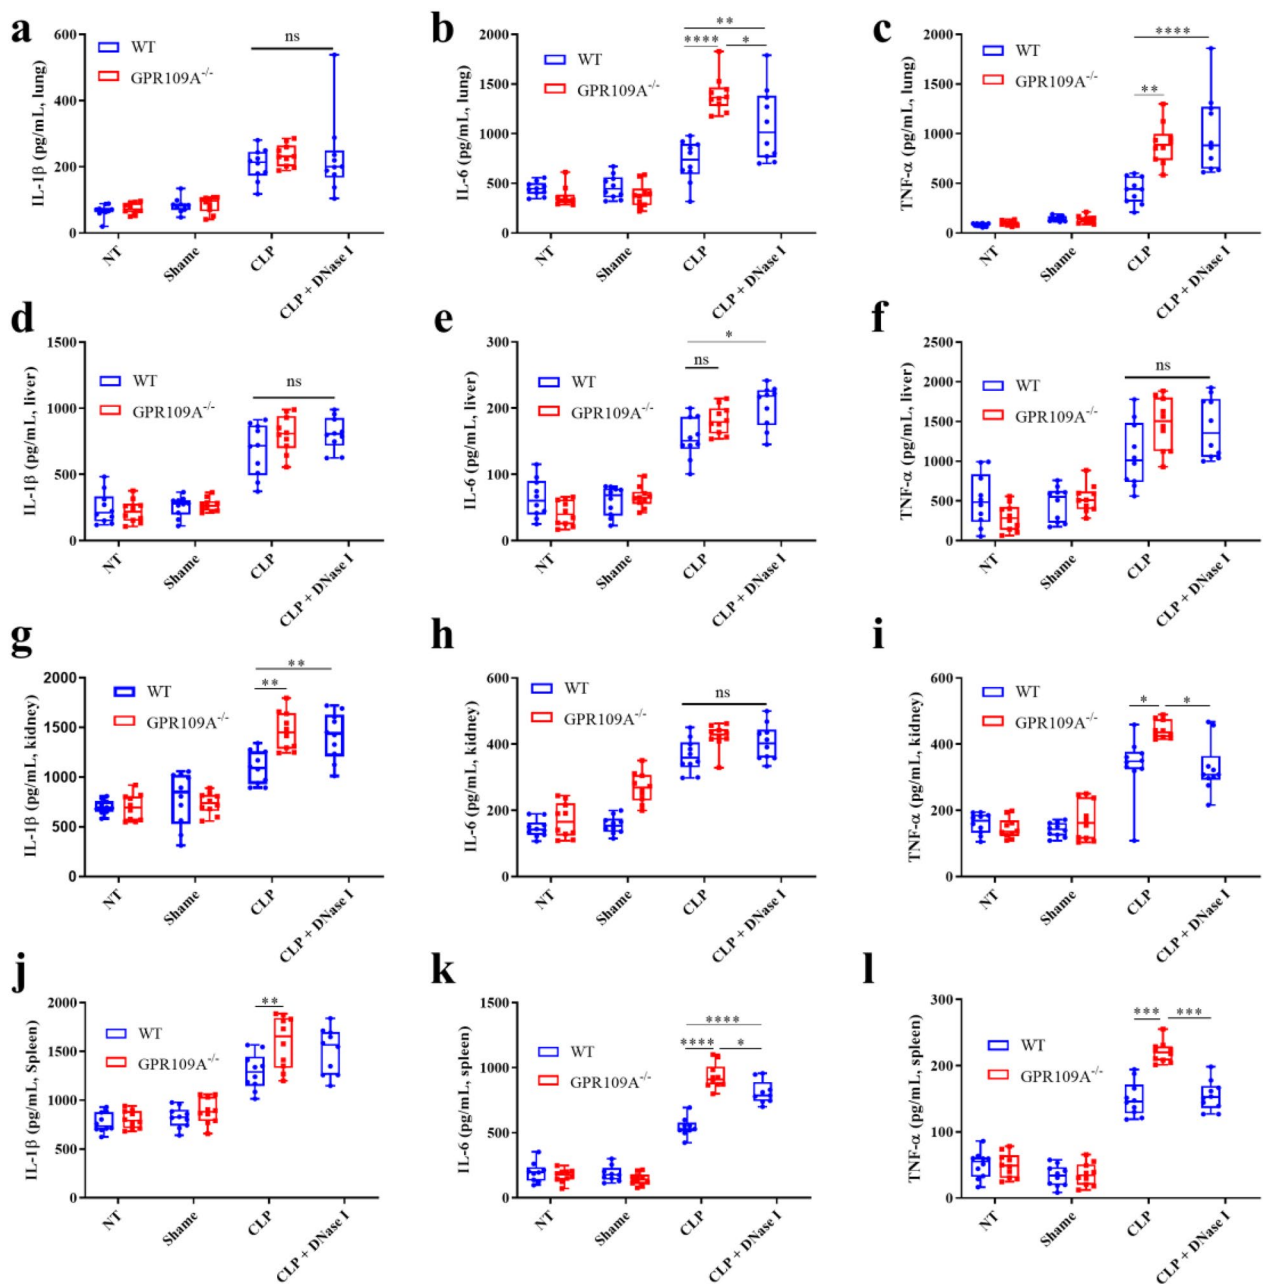 a
600
400
200
0
IL-1β (pg/mL, lung)
WT
GPR109A-/-
ns
NT
Shame
CLP
CLP + DNase I
b
2000
1500
1000
500
0
IL-6 (pg/mL, lung)
WT
GPR109A-/-
**
****
*
NT
Shame
CLP
CLP + DNase I
c
2000
1500
1000
500
0
TNF-α (pg/mL, lung)
WT
GPR109A-/-
****
**
NT
Shame
CLP
CLP + DNase I
d
1500
1000
500
0
IL-1β (pg/mL, liver)
WT
GPR109A-/-
ns
NT
Shame
CLP
CLP + DNase I
e
300
200
100
0
IL-6 (pg/mL, liver)
WT
GPR109A-/-
*
ns
NT
Shame
CLP
CLP + DNase I
f
2500
2000
1500
1000
500
0
TNF-α (pg/mL, liver)
WT
GPR109A-/-
ns
NT
Shame
CLP
CLP + DNase I
g
2000
1500
1000
500
0
IL-1β (pg/mL, kidney)
WT
GPR109A-/-
**
**
NT
Shame
CLP
CLP + DNase I
h
600
400
200
0
IL-6 (pg/mL, kidney)
WT
GPR109A-/-
ns
NT
Shame
CLP
CLP + DNase I
i
600
400
200
0
TNF-α (pg/mL, kidney)
WT
GPR109A-/-
*
*
NT
Shame
CLP
CLP + DNase I
j
2000
1500
1000
500
0
IL-1β (pg/mL, Spleen)
WT
GPR109A-/-
**
NT
Shame
CLP
CLP + DNase I
k
1500
1000
500
0
IL-6 (pg/mL, spleen)
WT
GPR109A-/-
****
****
*
NT
Shame
CLP
CLP + DNase I
l
300
200
100
0
TNF-α (pg/mL, spleen)
WT
GPR109A-/-
***
***
NT
Shame
CLP
CLP + DNase I